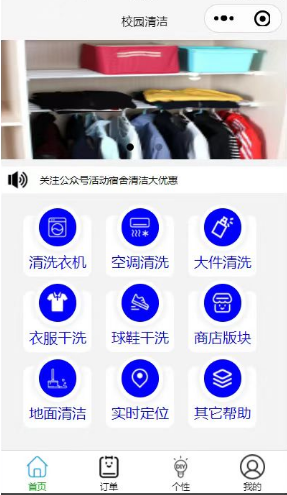 校园清洁
关注公众号活动宿舍清洁大优惠
清洗衣机 空调清洗 大件清洗
衣服干洗 球鞋干洗 商店版块
地面清洁 实时定位 其它帮助
DIY
首页 订单 个性 我的